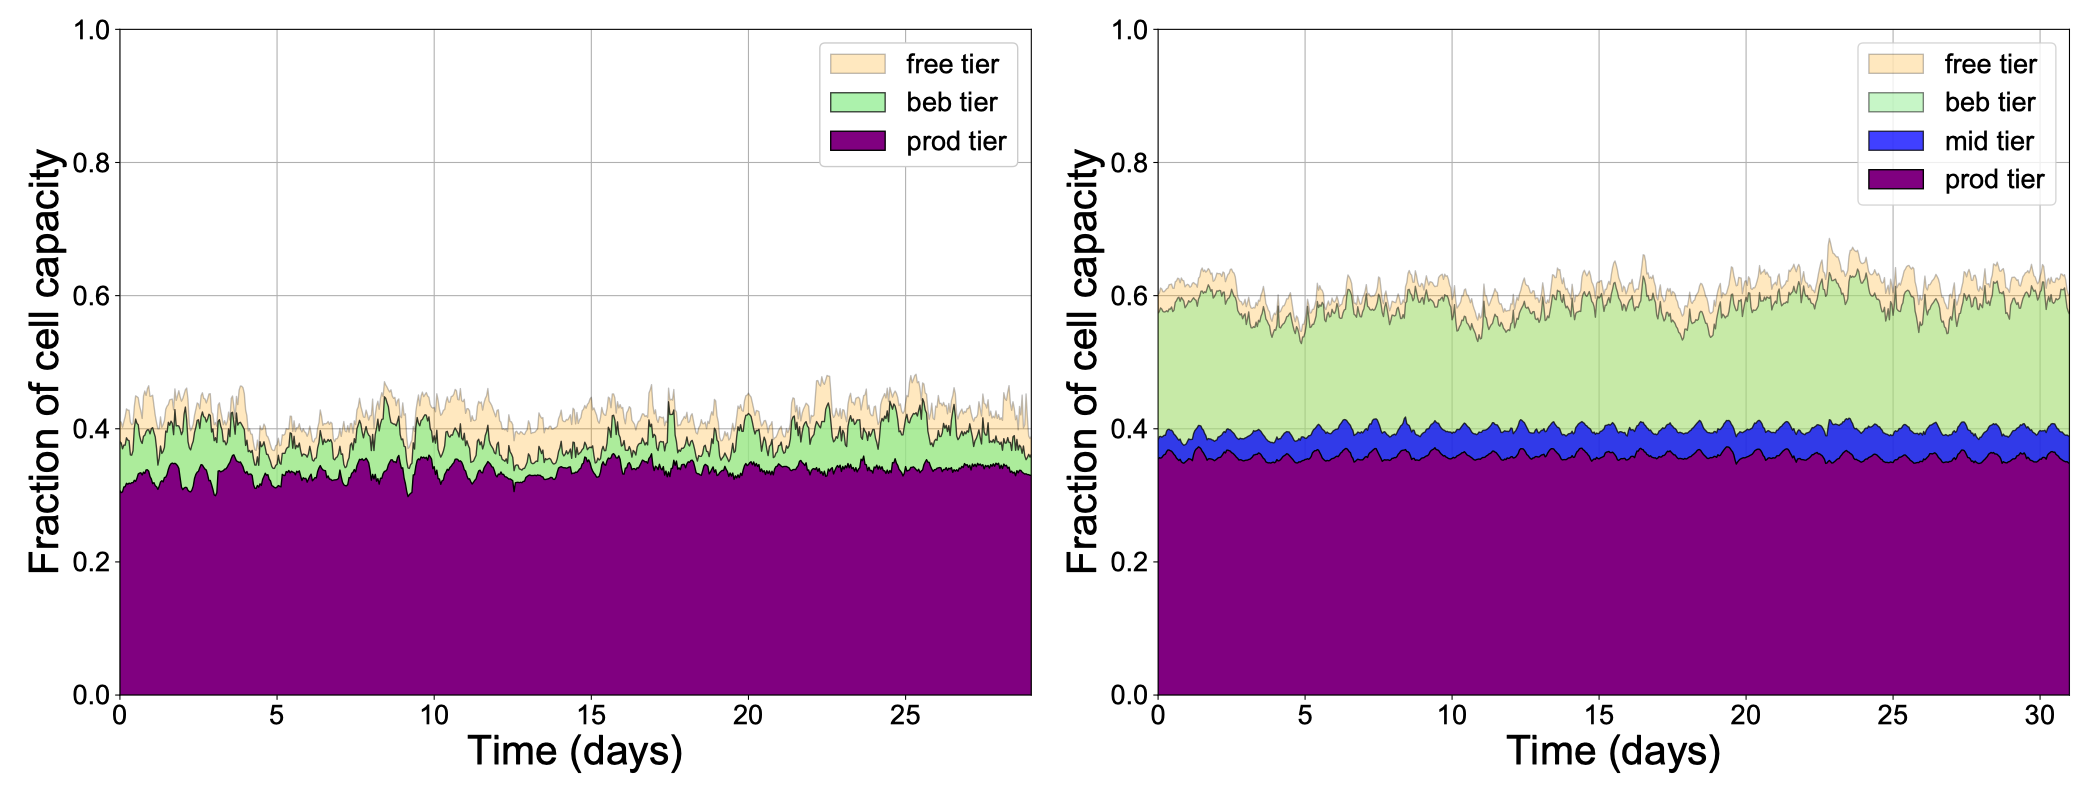 Fraction of cell capacity
1.0
0.8
0.6
0.4
0.2
0.0
free tier
beb tier
prod tier
0 5 10 15 20 25
Time (days)
Fraction of cell capacity
1.0
0.8
0.6
0.4
0.2
0.0
free tier
beb tier
mid tier
prod tier
0 5 10 15 20 25 30
Time (days)